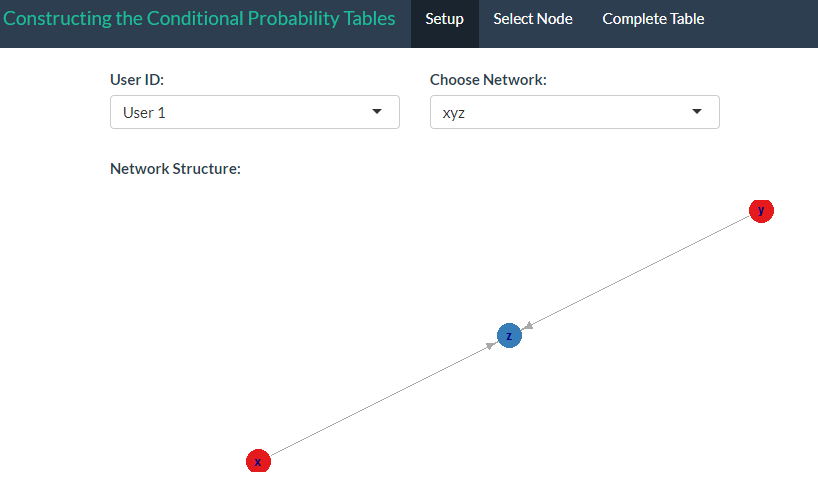 Constructing the Conditional Probability Tables Setup Select Node Complete Table
User ID: Choose Network:
User 1 xyz
Network Structure:
y
z
x